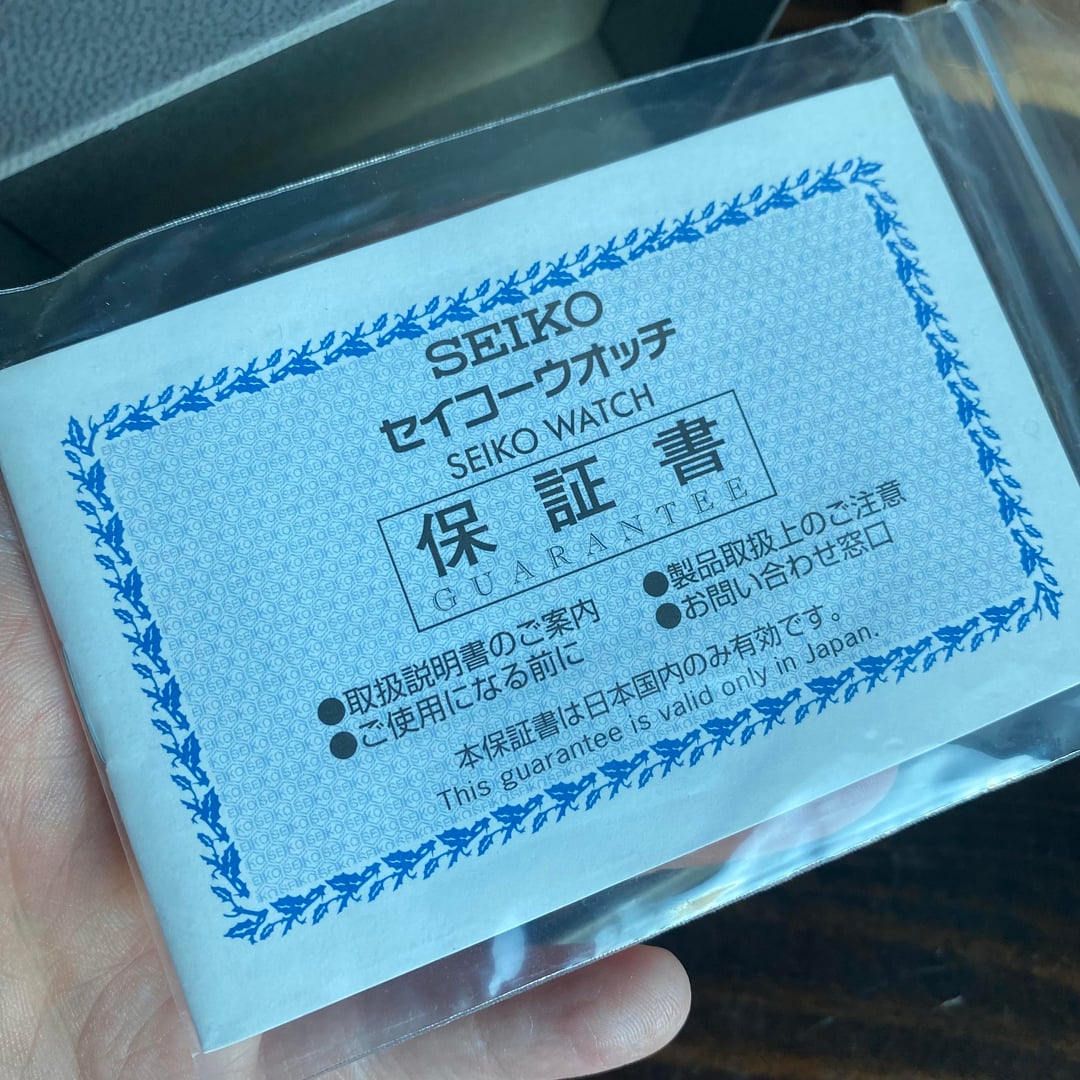 SEIKO
セイコーウオッチ
SEIKO WATCH
保証書
GUARANTEE
●取扱説明書のご案内
●ご使用になる前に
●製品取扱上のご注意
●お問い合わせ窓口
本保証書は日本国内のみ有効です。
This guarantee is valid only in Japan.